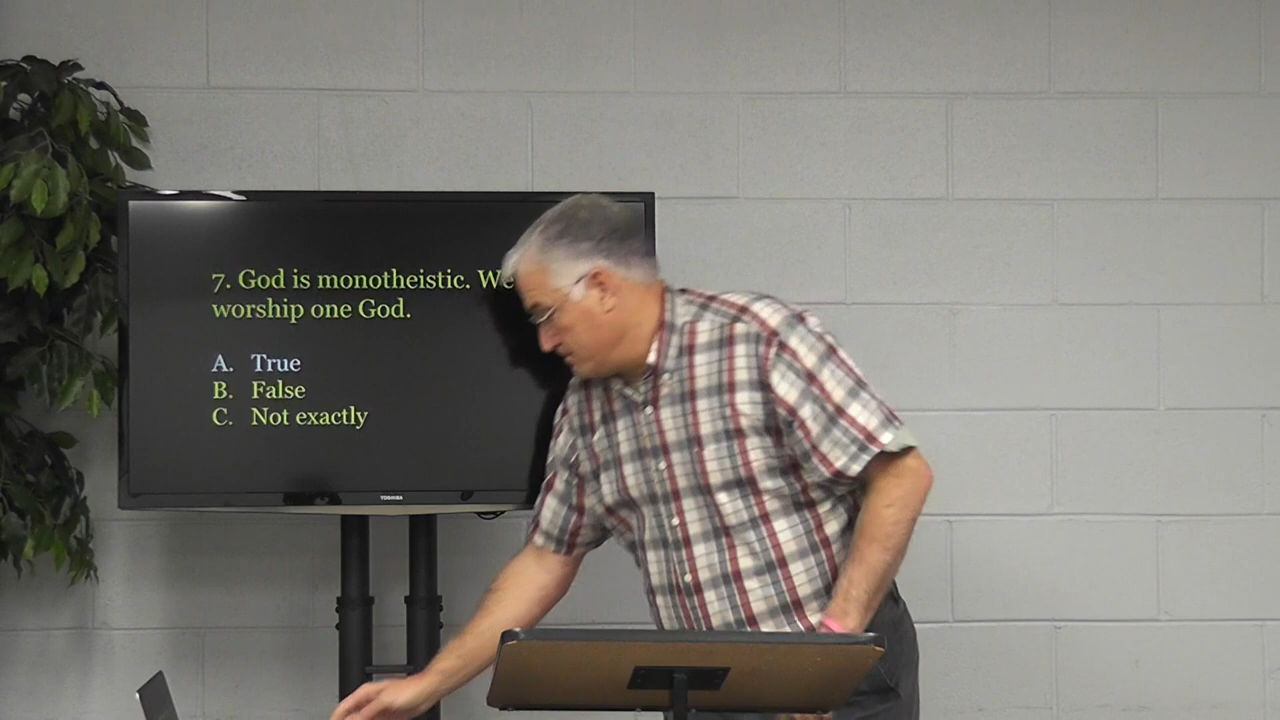 7. God is monotheistic. We
worship one God.
A. True
B. False
C. Not exactly
TOSHIBA